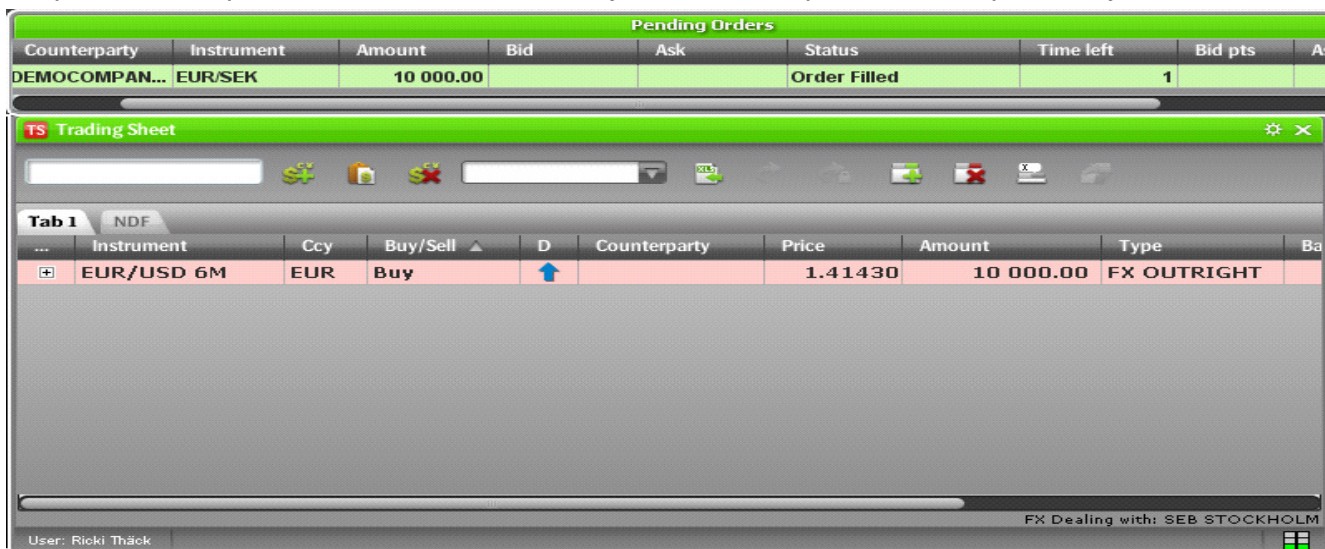 Pending Orders
Counterparty Instrument Amount Bid Ask Status Time left Bid pts
DEMOCOMPAN... EUR/SEK 10 000.00 Order Filled 1
TS Trading Sheet
Tab 1 NDF
... Instrument Ccy Buy/Sell D Counterparty Price Amount Type Ba
EUR/USD 6M EUR Buy 1.41430 10 000.00 FX OUTRIGHT
FX Dealing with: SEB STOCKHOLM
User: Ricki Thäck